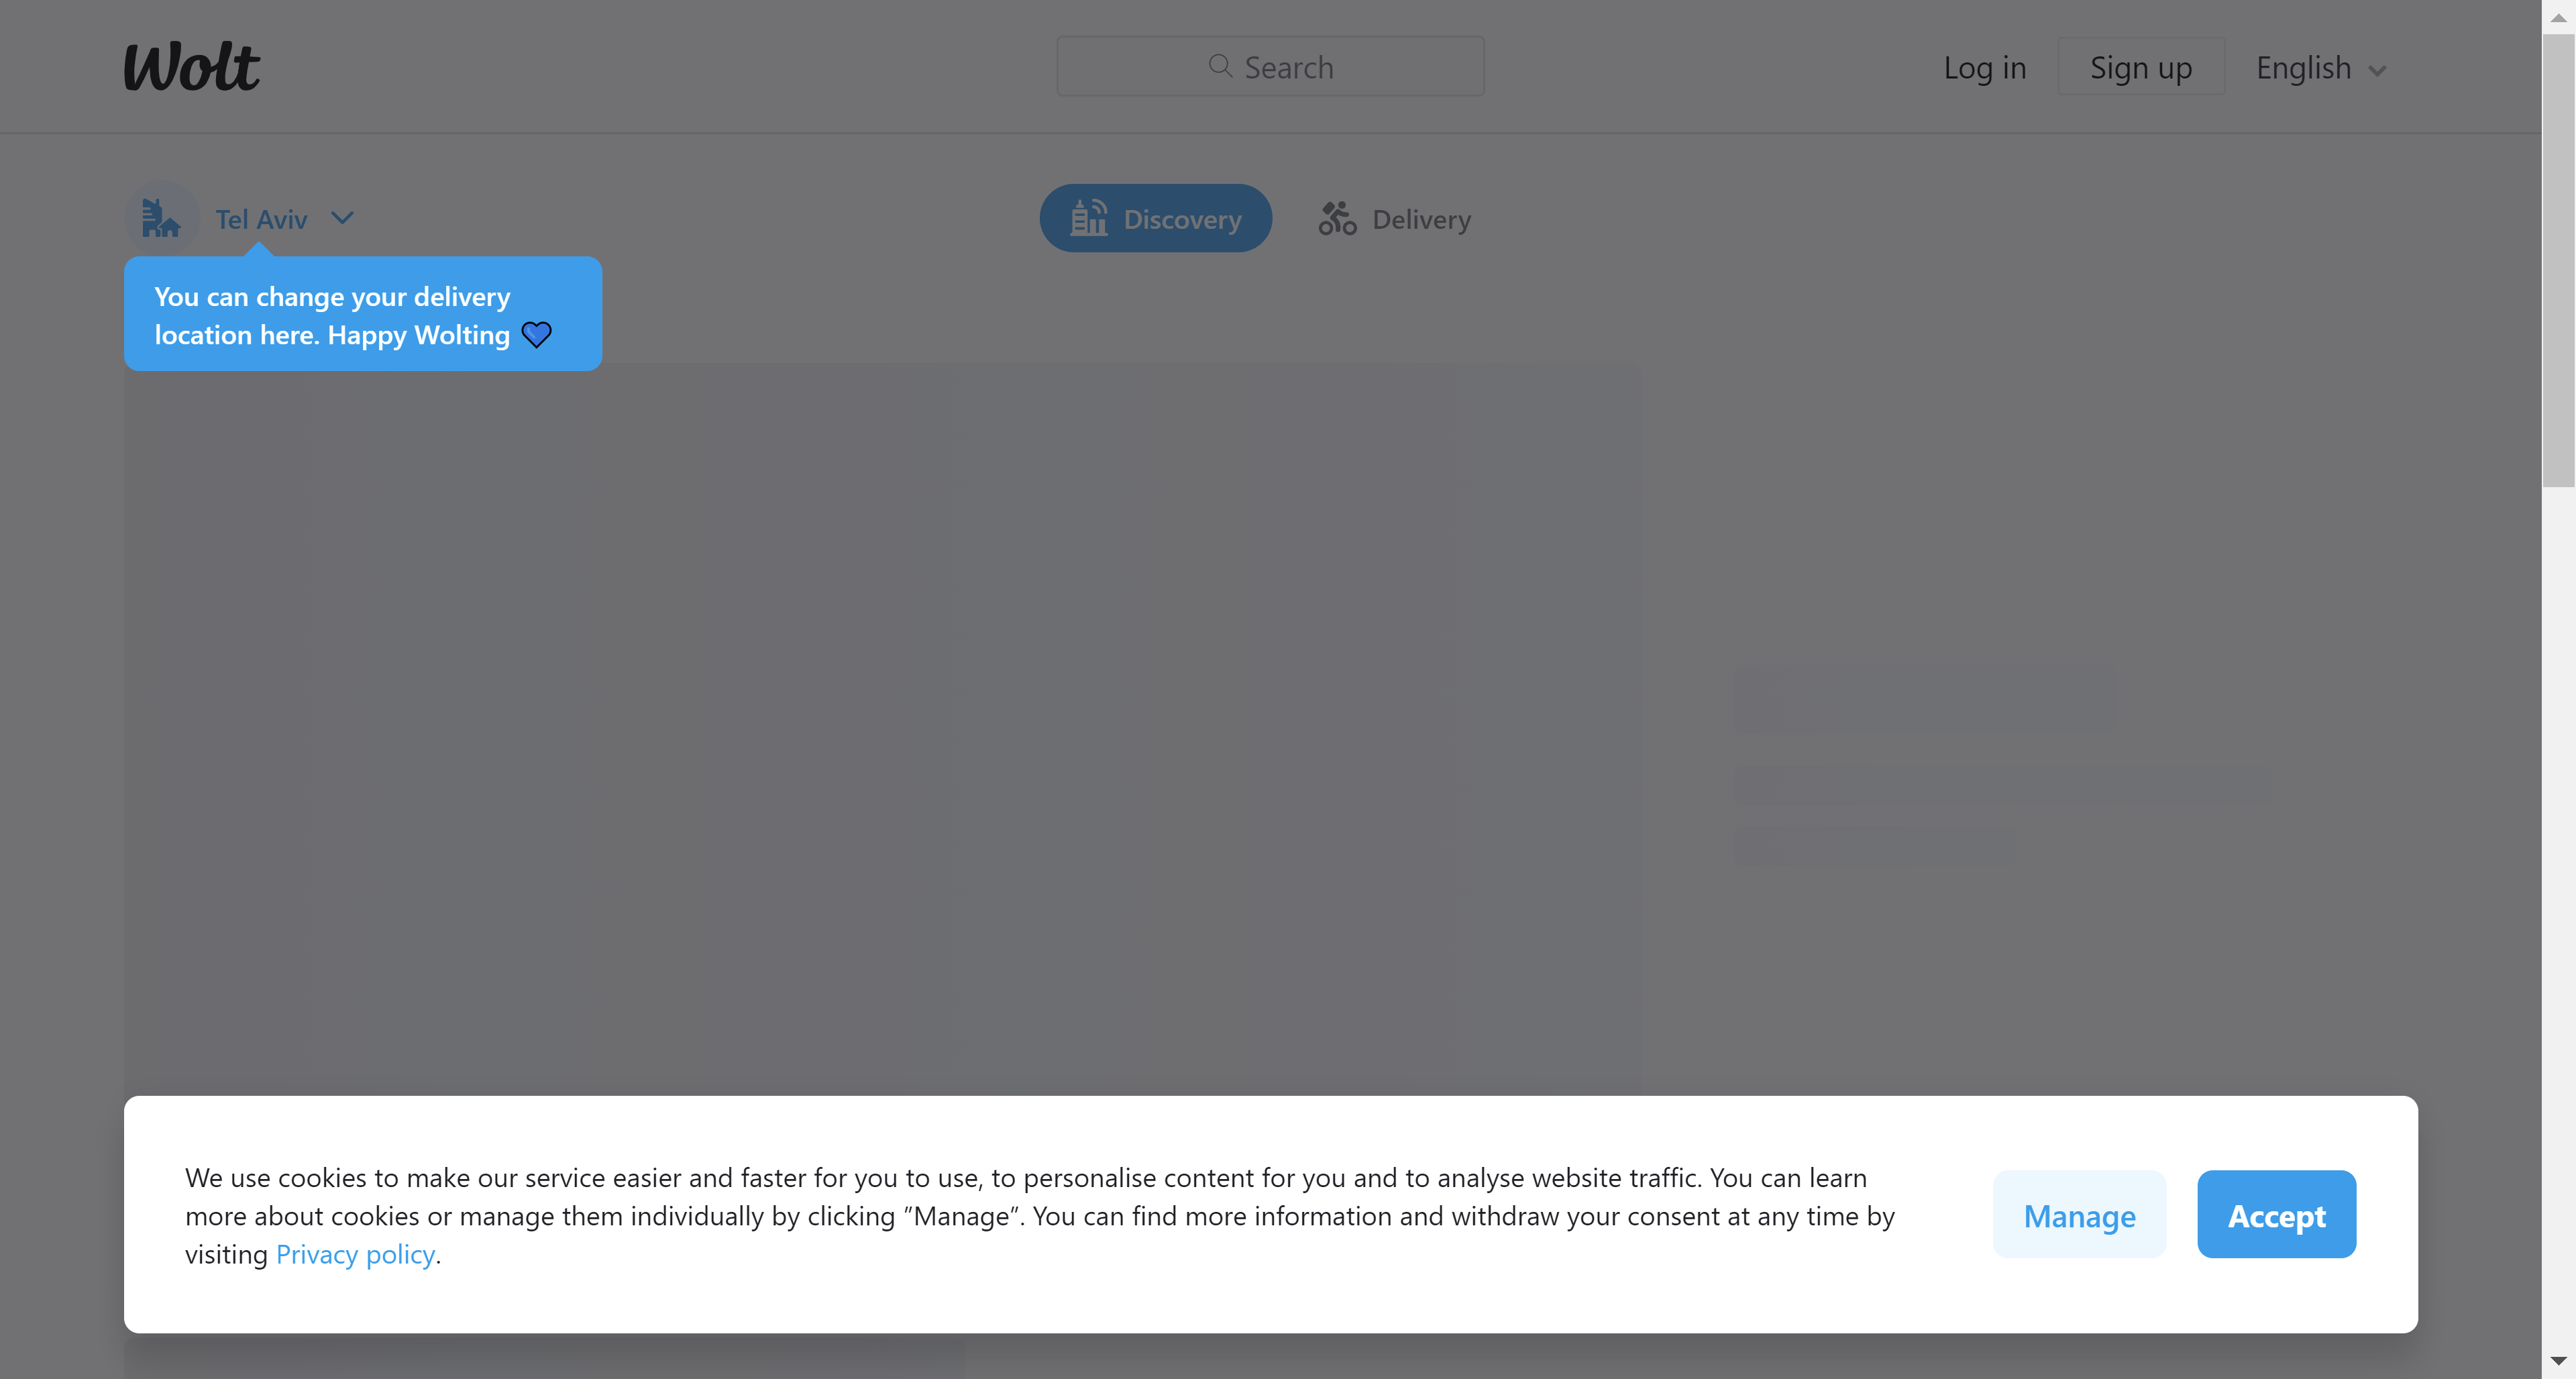 Wolt
Search
Log in
Sign up
English
Tel Aviv
Discovery
Delivery
You can change your delivery
location here. Happy Wolting 💙
We use cookies to make our service easier and faster for you to use, to personalise content for you and to analyse website traffic. You can learn
more about cookies or manage them individually by clicking ”Manage”. You can find more information and withdraw your consent at any time by
visiting Privacy policy.
Manage
Accept